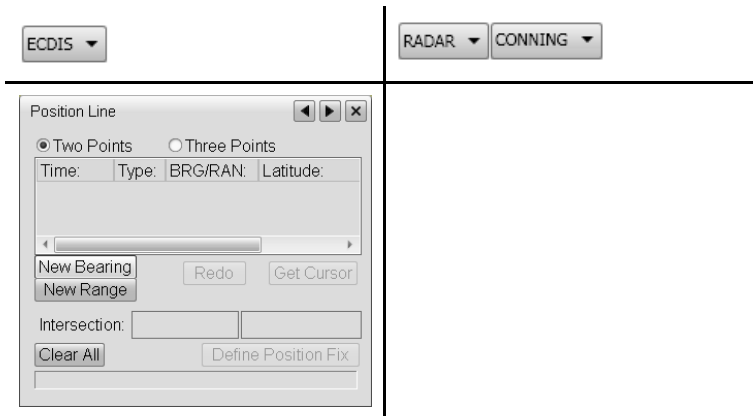 ECDIS
RADAR CONNING
Position Line
Two Points Three Points
Time: Type: BRG/RAN: Latitude:
New Bearing Redo Get Cursor
New Range
Intersection:
Clear All Define Position Fix